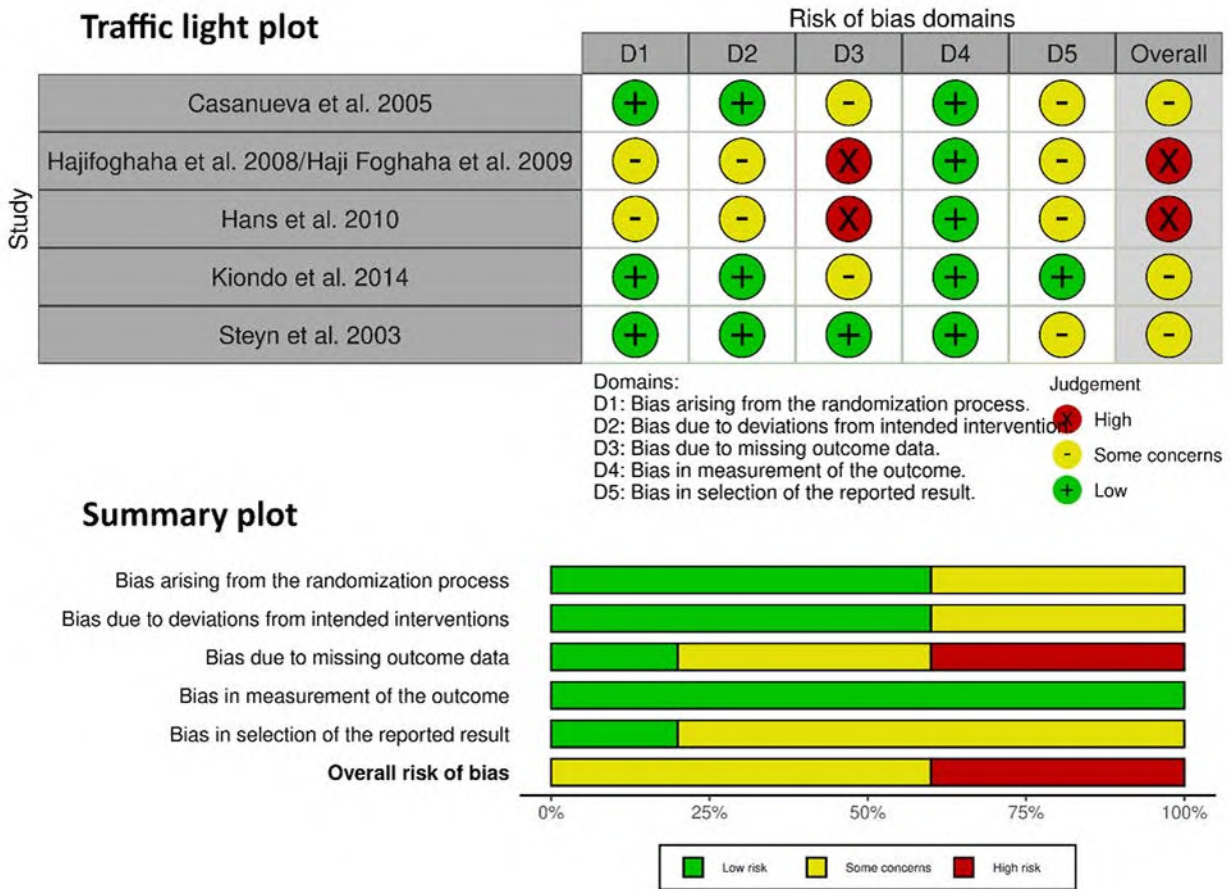 Traffic light plot
Risk of bias domains
D1 D2 D3 D4 D5 Overall
Study
Casanueva et al. 2005 + + - + - -
Hajifoghaha et al. 2008/Haji Foghaha et al. 2009 - - X + - X
Hans et al. 2010 - - X + - X
Kiondo et al. 2014 + + - + + -
Steyn et al. 2003 + + + + - -
Domains:
D1: Bias arising from the randomization process.
D2: Bias due to deviations from intended intervention
D3: Bias due to missing outcome data.
D4: Bias in measurement of the outcome.
D5: Bias in selection of the reported result.
Judgement
X High
- Some concerns
+ Low
Summary plot
Bias arising from the randomization process
Bias due to deviations from intended interventions
Bias due to missing outcome data
Bias in measurement of the outcome
Bias in selection of the reported result
Overall risk of bias
0% 25% 50% 75% 100%
Low risk Some concerns High risk